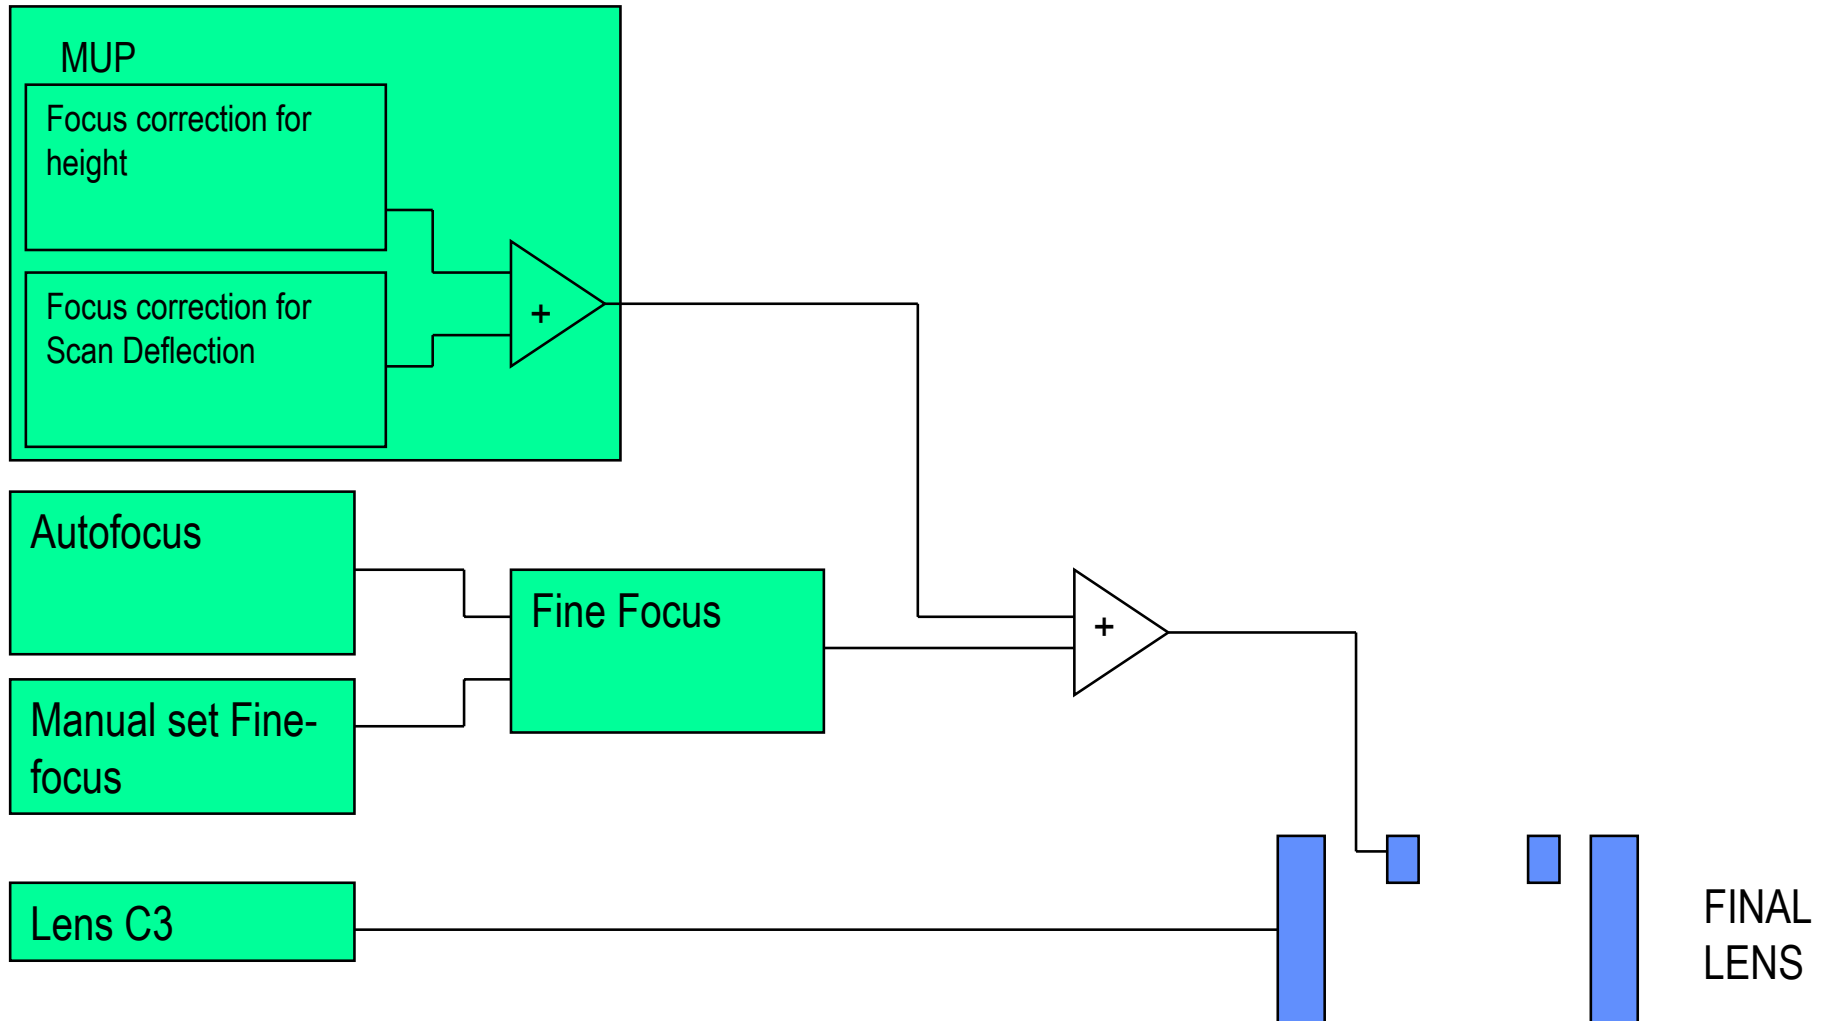 MUP
Focus correction for
height
Focus correction for
Scan Deflection
+
Autofocus
Fine Focus
+
Manual set Fine-
focus
Lens C3
FINAL
LENS